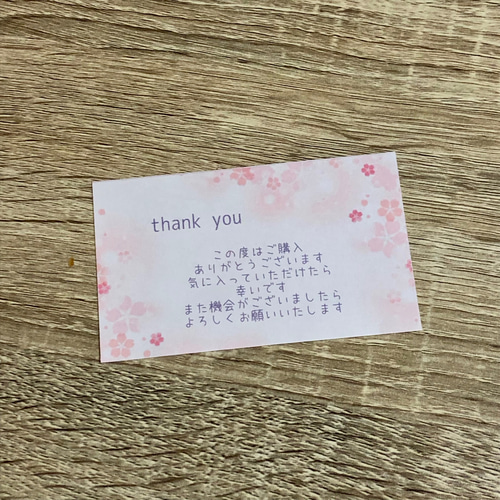 thank you
この度はご購入
ありがとうございます
気に入っていただけたら
幸いです
また機会がございましたら
よろしくお願いいたします